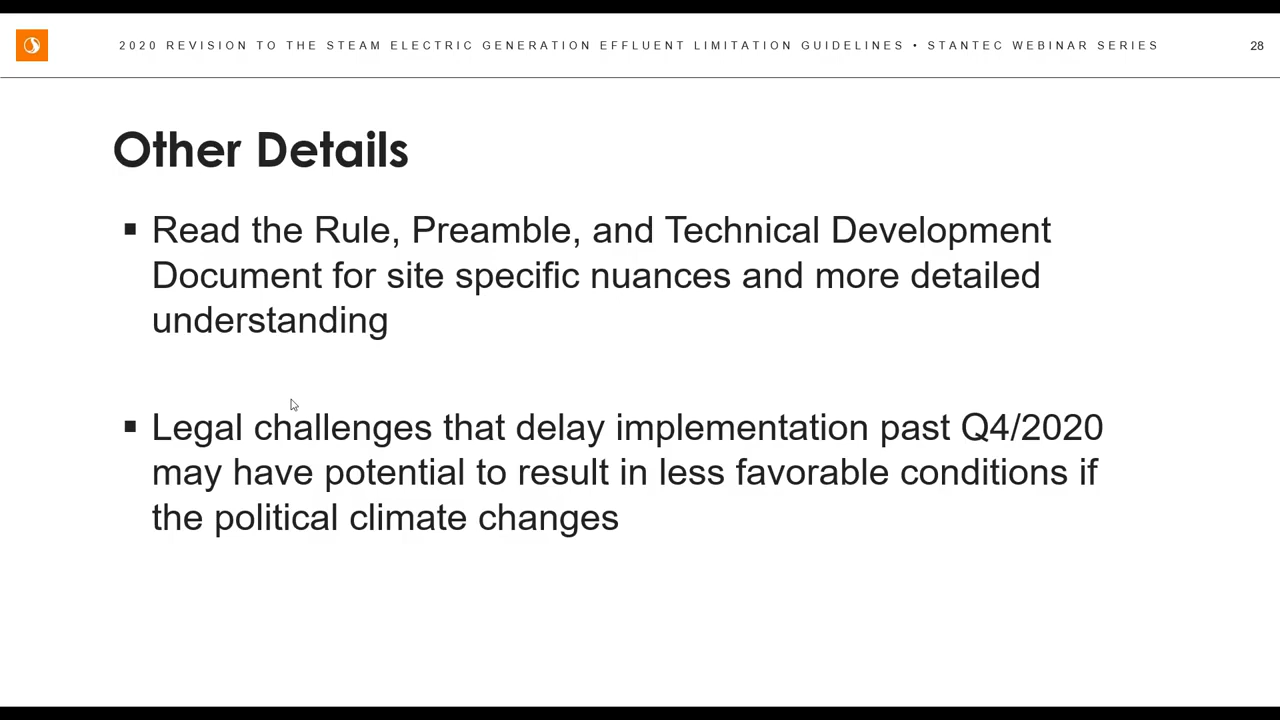 2020 REVISION TO THE STEAM ELECTRIC GENERATION EFFLUENT LIMITATION GUIDELINES • STANTEC WEBINAR SERIES
28
Other Details
▪ Read the Rule, Preamble, and Technical Development
Document for site specific nuances and more detailed
understanding
▪ Legal challenges that delay implementation past Q4/2020
may have potential to result in less favorable conditions if
the political climate changes